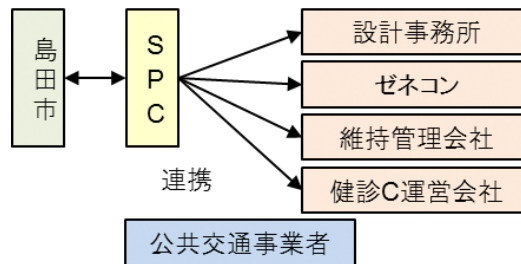 島田市
SPC
設計事務所
ゼネコン
維持管理会社
健診C運営会社
連携
公共交通事業者